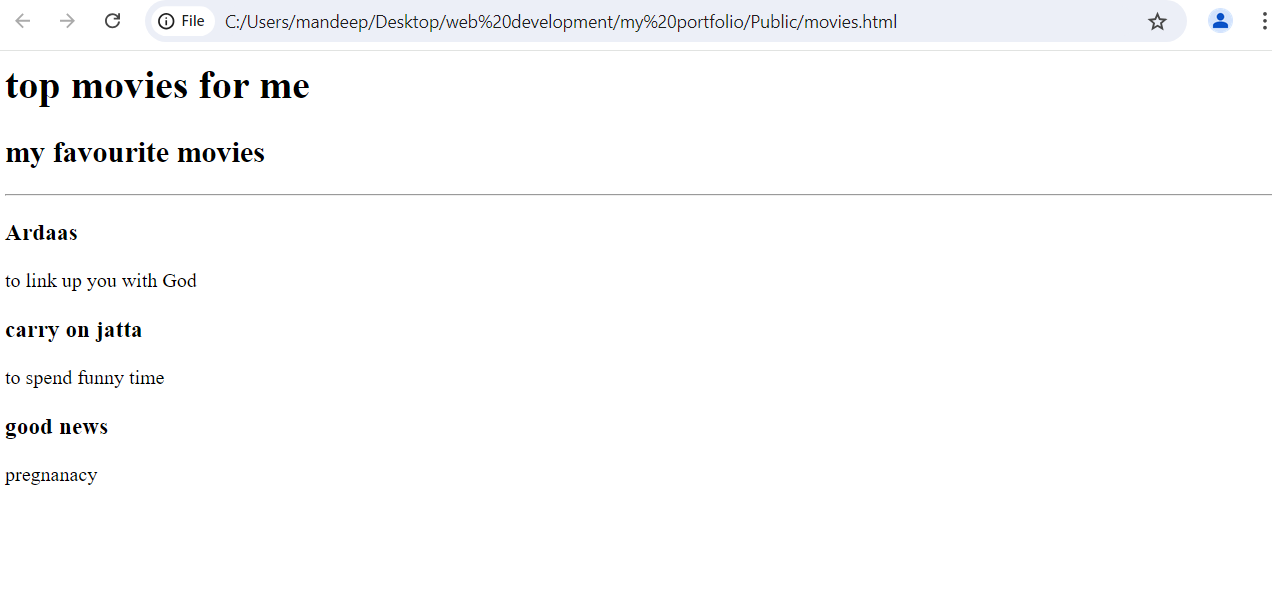 File C:/Users/mandeep/Desktop/web%20development/my%20portfolio/Public/movies.html
top movies for me
my favourite movies
Ardaas
to link up you with God
carry on jatta
to spend funny time
good news
pregnanacy